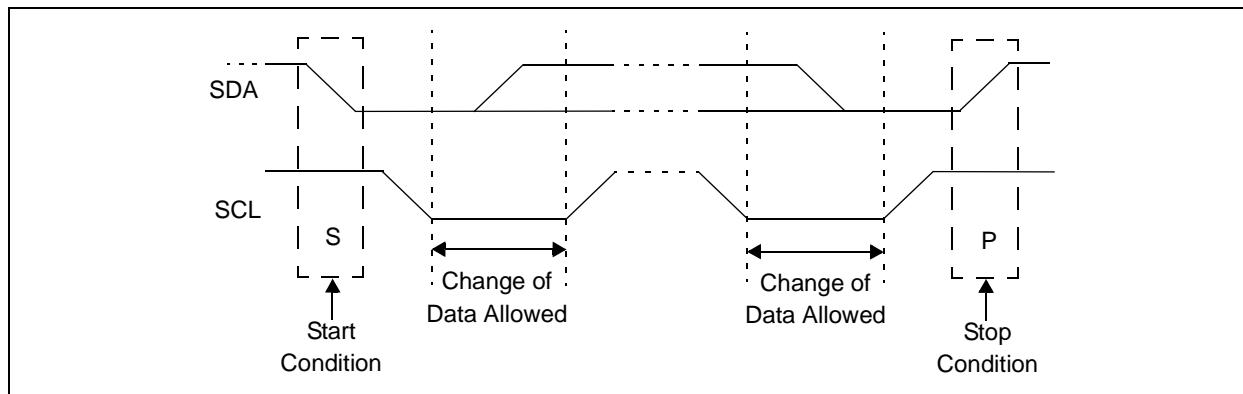 SDA
SCL
S
P
Change of
Data Allowed
Change of
Data Allowed
Start
Condition
Stop
Condition